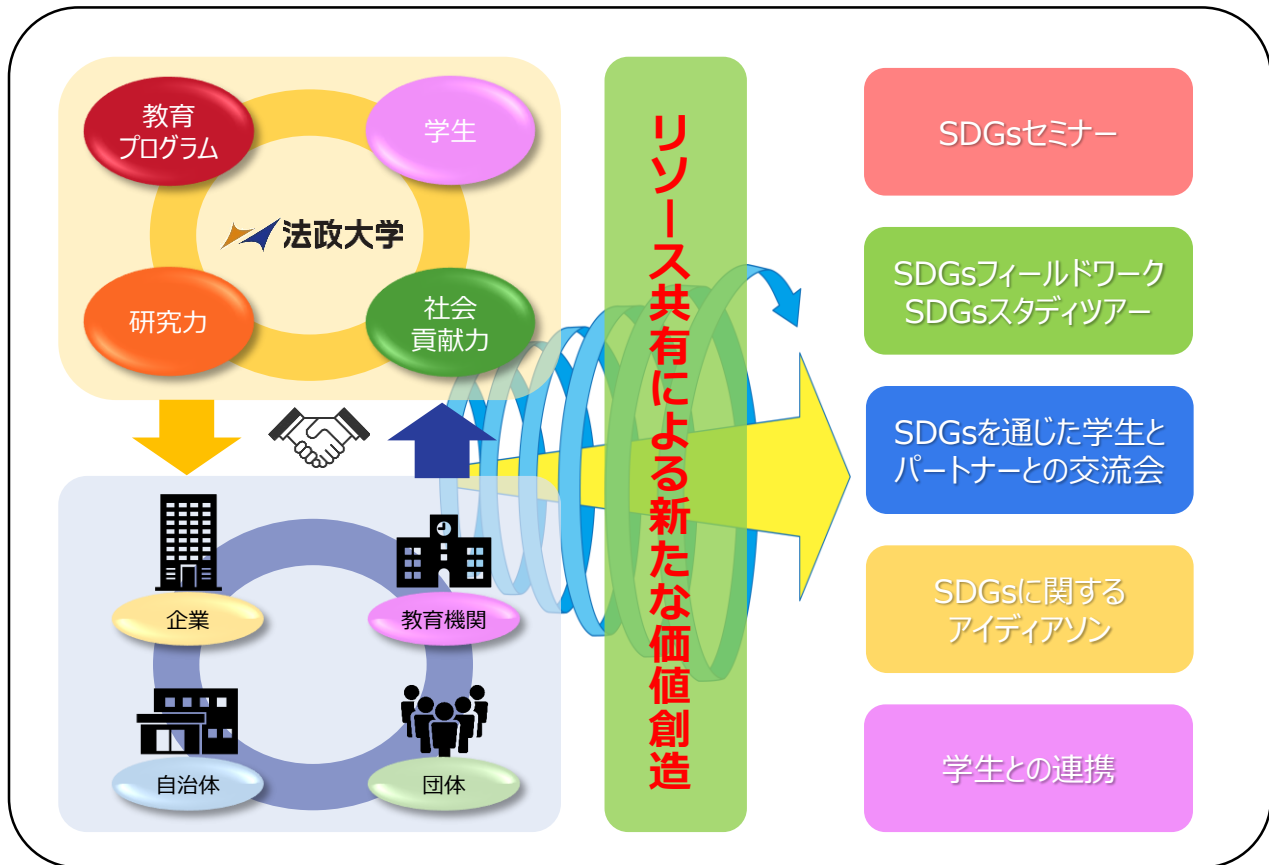 教育
プログラム
学生
法政大学
研究力
社会
貢献力
企業
教育機関
自治体
団体
リソース共有による新たな価値創造
SDGsセミナー
SDGsフィールドワーク
SDGsスタディツアー
SDGsを通じた学生と
パートナーとの交流会
SDGsに関する
アイディアソン
学生との連携